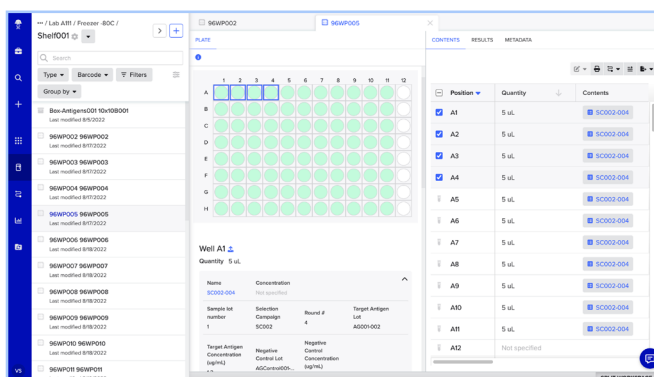 ••• / Lab A111 / Freezer -80C /
Shelf001
Search
Type
Barcode
Filters
Group by
Box-Antigens001 10x10B001
Last modified 8/5/2022
96WP002 96WP002
Last modified 8/17/2022
96WP003 96WP003
Last modified 8/17/2022
96WP004 96WP004
Last modified 8/17/2022
96WP005 96WP005
Last modified 8/17/2022
96WP006 96WP006
Last modified 8/18/2022
96WP007 96WP007
Last modified 8/18/2022
96WP008 96WP008
Last modified 8/18/2022
96WP009 96WP009
Last modified 8/18/2022
96WP010 96WP010
Last modified 8/18/2022
96WP011 96WP011
Last modified 8/18/2022
VS
96WP002
96WP005
PLATE
1 2 3 4 5 6 7 8 9 10 11 12
A
B
C
D
E
F
G
H
Well A1
Quantity 5 uL
Name
SC002-004
Concentration
Not specified
Sample lot number
1
Selection Campaign
SC002
Round #
4
Target Antigen Lot
AG001-002
Target Antigen Concentration (ug/mL)
Negative Control Lot
AGControl001-...
Negative Control Concentration (ug/mL)
CONTENTS RESULTS METADATA
Position Quantity Contents
A1 5 uL SC002-004
A2 5 uL SC002-004
A3 5 uL SC002-004
A4 5 uL SC002-004
A5 5 uL SC002-004
A6 5 uL SC002-004
A7 5 uL SC002-004
A8 5 uL SC002-004
A9 5 uL SC002-004
A10 5 uL SC002-004
A11 5 uL SC002-004
A12 Not specified